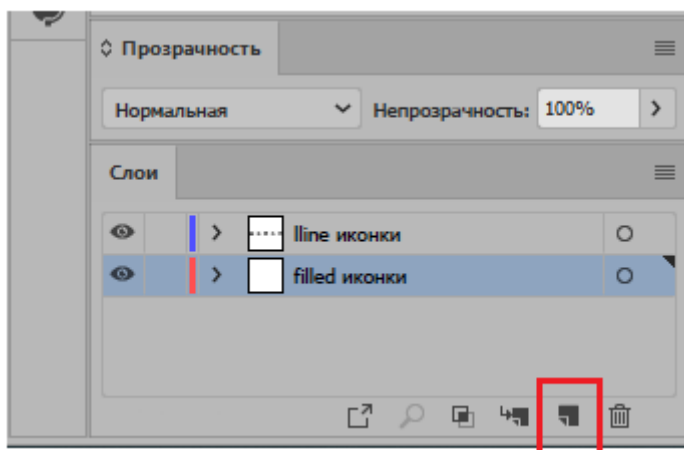 Прозрачность
Нормальная Непрозрачность: 100%
Слои
lline иконки
filled иконки